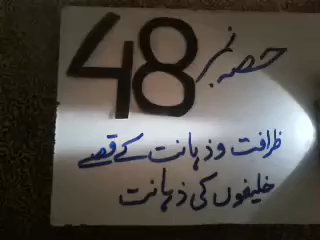 حصہ نمبر 48
ظرافت و ذہانت کے قصے
خلیفوں کی ذہانت